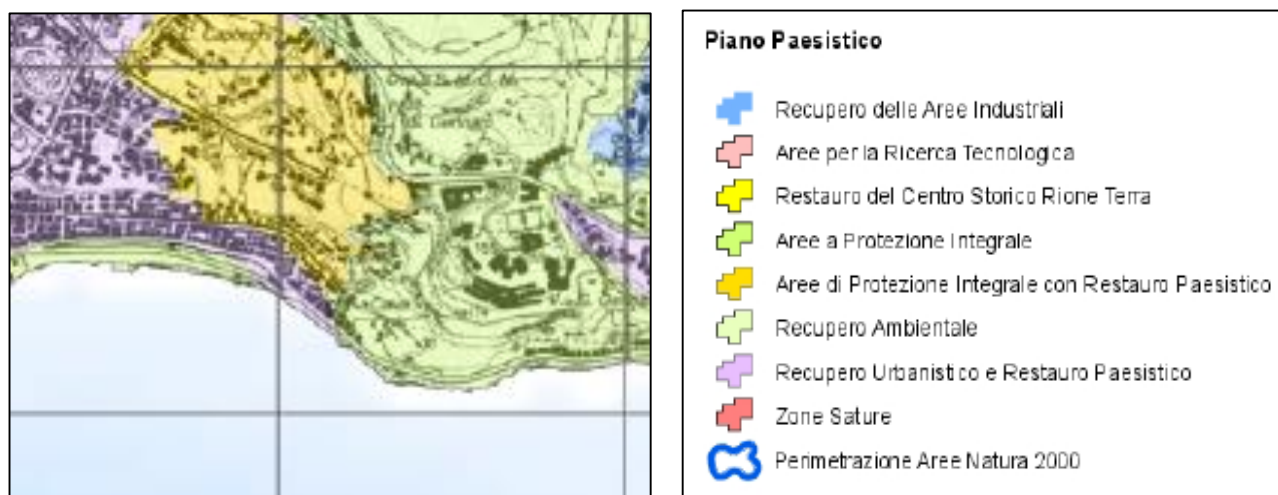 Piano Paesistico
Recupero delle Aree Industriali
Aree per la Ricerca Tecnologica
Restauro del Centro Storico Rione Terra
Aree a Protezione Integrale
Aree di Protezione Integrale con Restauro Paesistico
Recupero Ambientale
Recupero Urbanistico e Restauro Paesistico
Zone Sature
Perimetrazione Aree Natura 2000